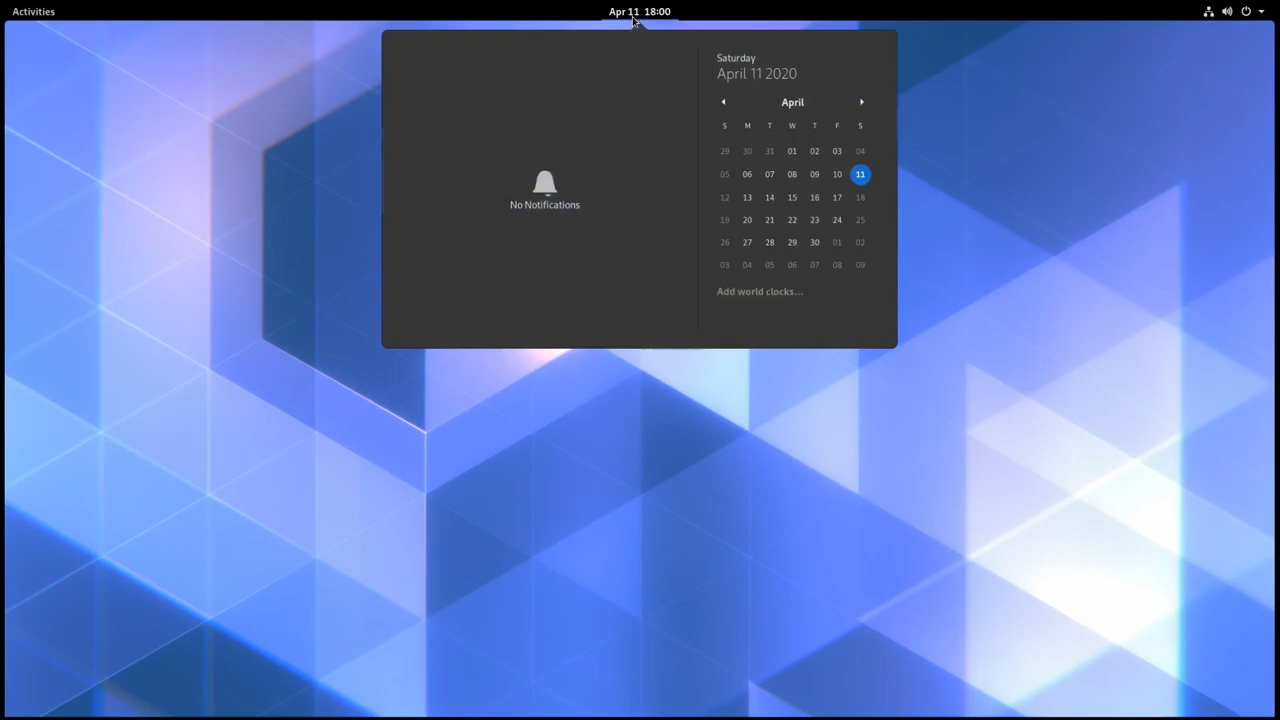 Activities
Apr 11 18:00
No Notifications
Saturday
April 11 2020
April
S M T W T F S
29 30 31 01 02 03 04
05 06 07 08 09 10 11
12 13 14 15 16 17 18
19 20 21 22 23 24 25
26 27 28 29 30 01 02
03 04 05 06 07 08 09
Add world clocks...